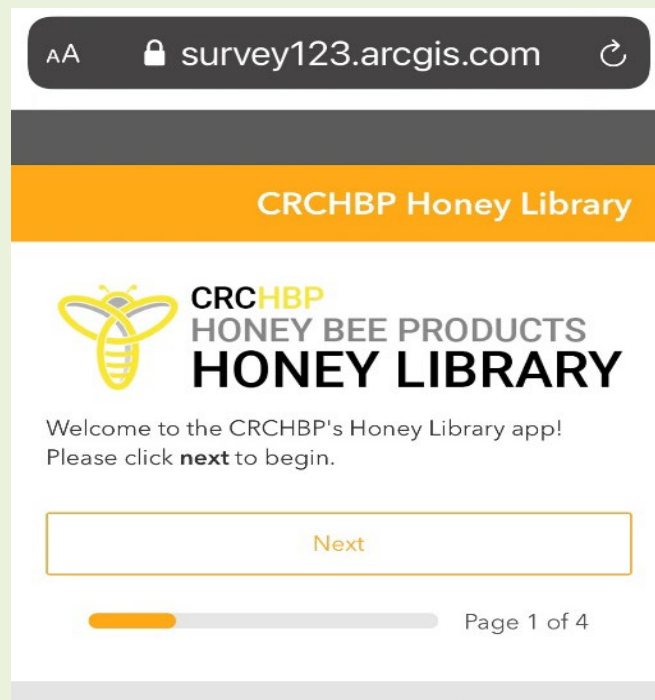 AA survey123.arcgis.com
CRCHBP Honey Library
CRCHBP
HONEY BEE PRODUCTS
HONEY LIBRARY
Welcome to the CRCHBP's Honey Library app!
Please click next to begin.
Next
Page 1 of 4